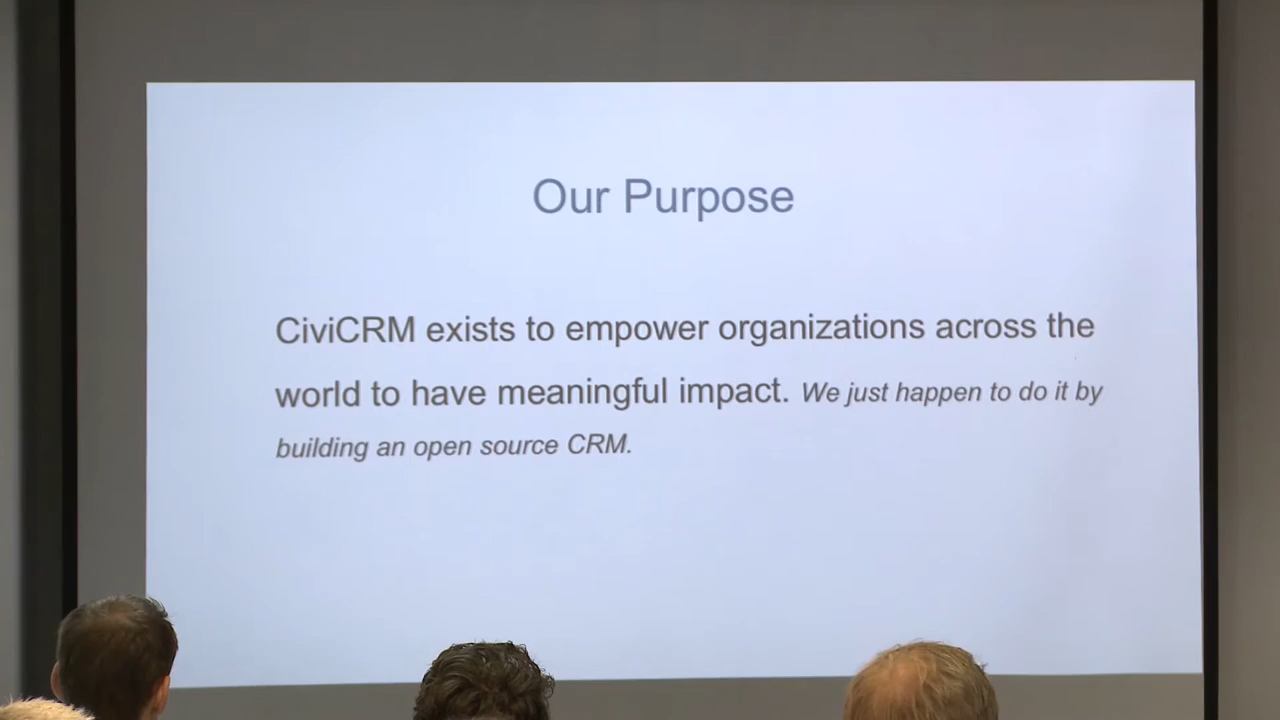 Our Purpose
CiviCRM exists to empower organizations across the
world to have meaningful impact. We just happen to do it by
building an open source CRM.